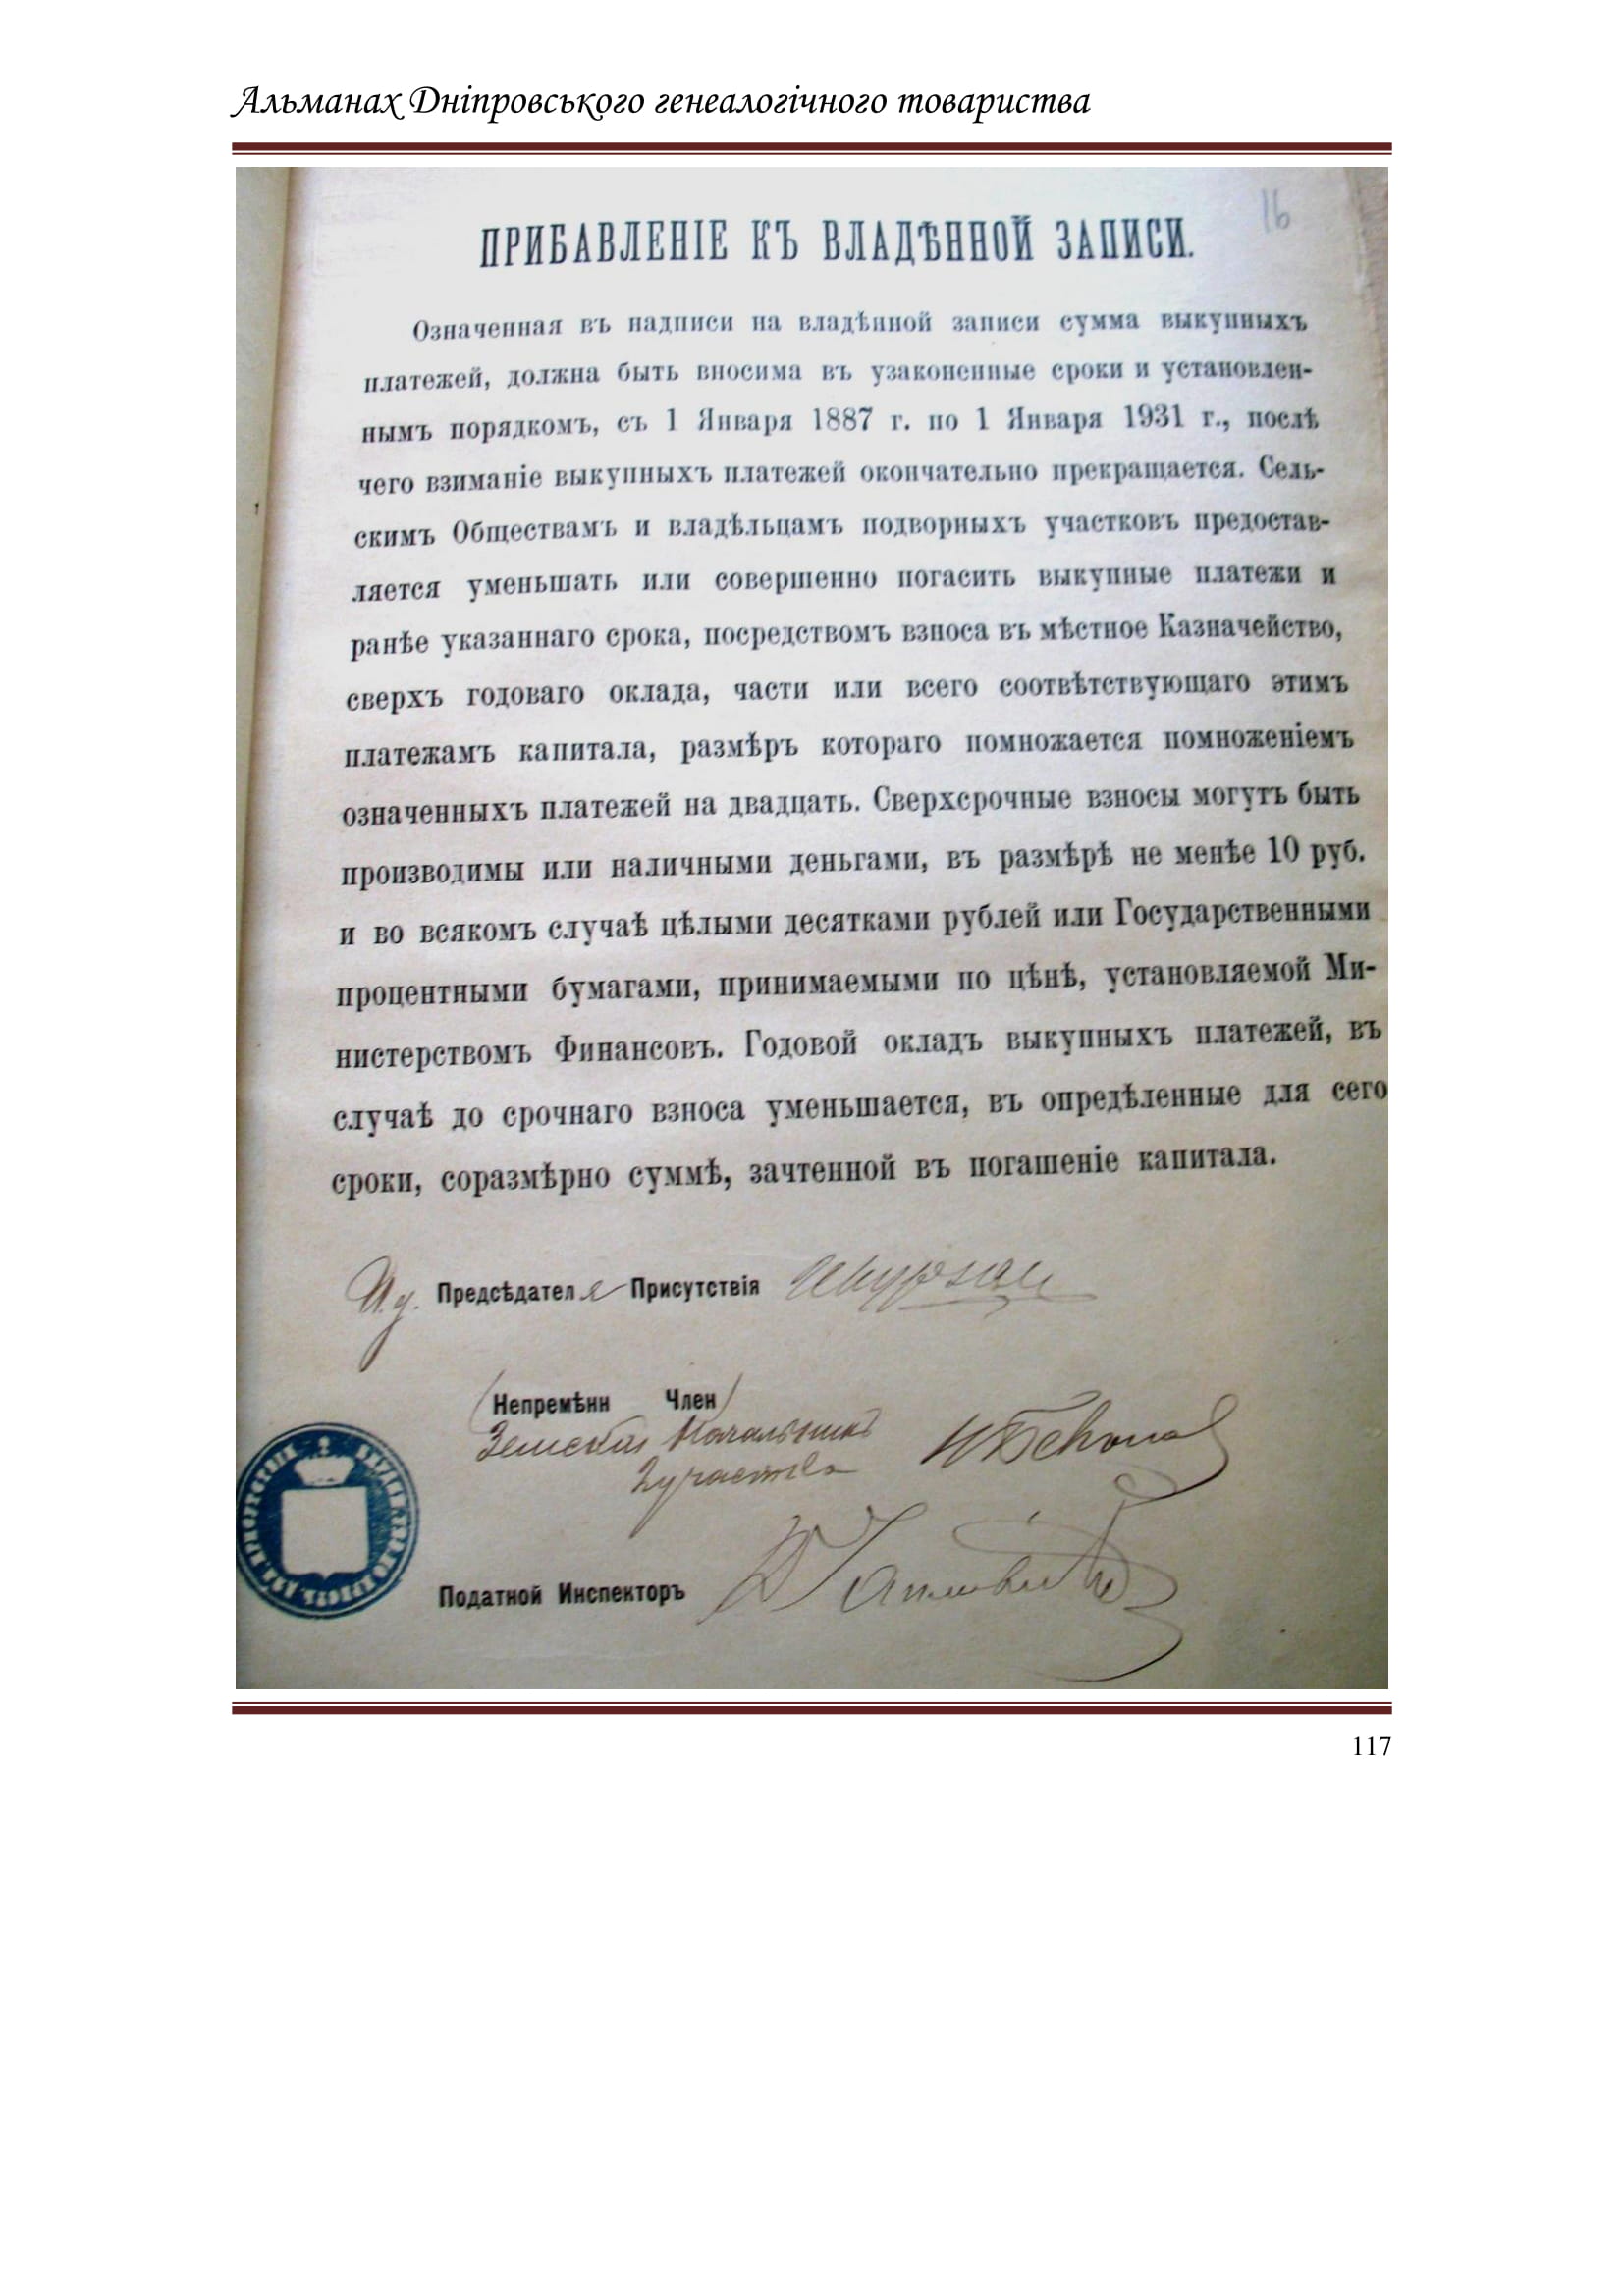 Альманах Дніпровського генеалогічного товариства
16
ПРИБАВЛЕНІЕ КЪ ВЛАДѢННОЙ ЗАПИСИ.
Означенная въ надписи на владѣнной записи сумма выкупныхъ
платежей, должна быть вносима въ узаконенные сроки и установлен-
нымъ порядкомъ, съ 1 Января 1887 г. по 1 Января 1931 г., послѣ
чего взиманіе выкупныхъ платежей окончательно прекращается. Сель-
скимъ Обществамъ и владѣльцамъ подворныхъ участковъ предостав-
ляется уменьшать или совершенно погасить выкупные платежи и
ранѣе указаннаго срока, посредствомъ взноса въ мѣстное Казначейство,
сверхъ годоваго оклада, части или всего соотвѣтствующаго этимъ
платежамъ капитала, размѣръ котораго помножается помноженіемъ
означенныхъ платежей на двадцать. Сверхсрочные взносы могутъ быть
производимы или наличными деньгами, въ размѣрѣ не менѣе 10 руб.
и во всякомъ случаѣ цѣлыми десятками рублей или Государственными
процентными бумагами, принимаемыми по цѣнѣ, установляемой Ми-
нистерствомъ Финансовъ. Годовой окладъ выкупныхъ платежей, въ
случаѣ до срочнаго взноса уменьшается, въ опредѣленные для сего
сроки, соразмѣрно суммѣ, зачтенной въ погашеніе капитала.
И.д. Предсѣдателя Присутствія
(Непремѣнн Член)
Земскій Начальникъ
2 участка
Податной Инспекторъ
117